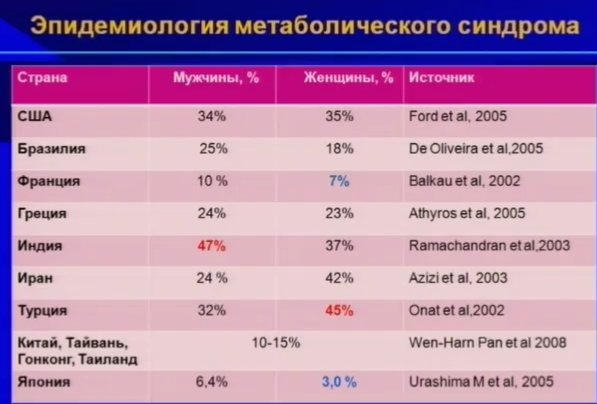 Эпидемиология метаболического синдрома
Страна Мужчины, % Женщины, % Источник
США 34% 35% Ford et al, 2005
Бразилия 25% 18% De Oliveira et al,2005
Франция 10 % 7% Balkau et al, 2002
Греция 24% 23% Athyros et al, 2005
Индия 47% 37% Ramachandran et al,2003
Иран 24 % 42% Azizi et al, 2003
Турция 32% 45% Onat et al,2002
Китай, Тайвань, 10-15% Wen-Harn Pan et al 2008
Гонконг, Таиланд
Япония 6,4% 3,0 % Urashima M et al, 2005